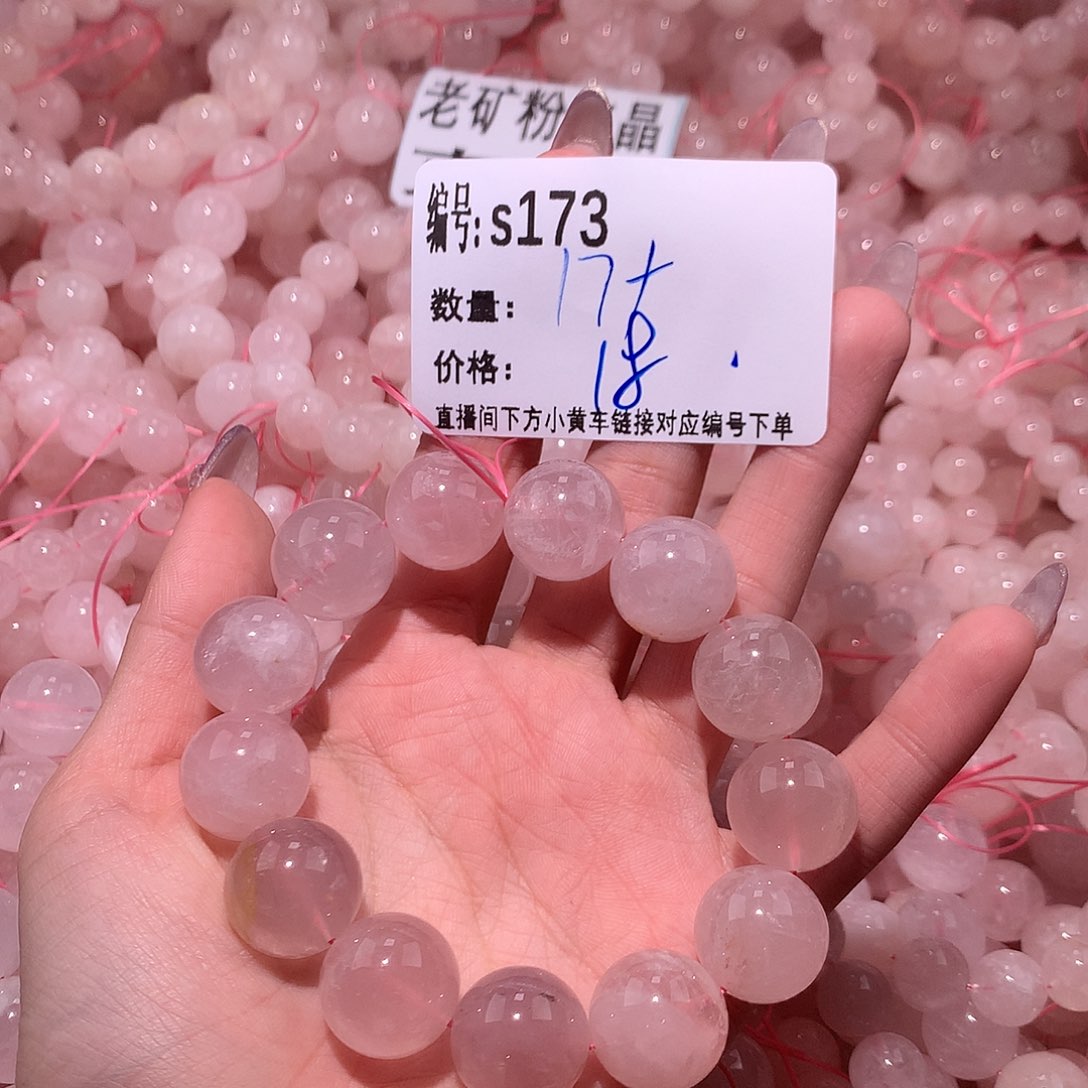 老矿粉 晶
编号: s173
数量: 17+
价格: 18.
直播间下方小黄车链接对应编号下单